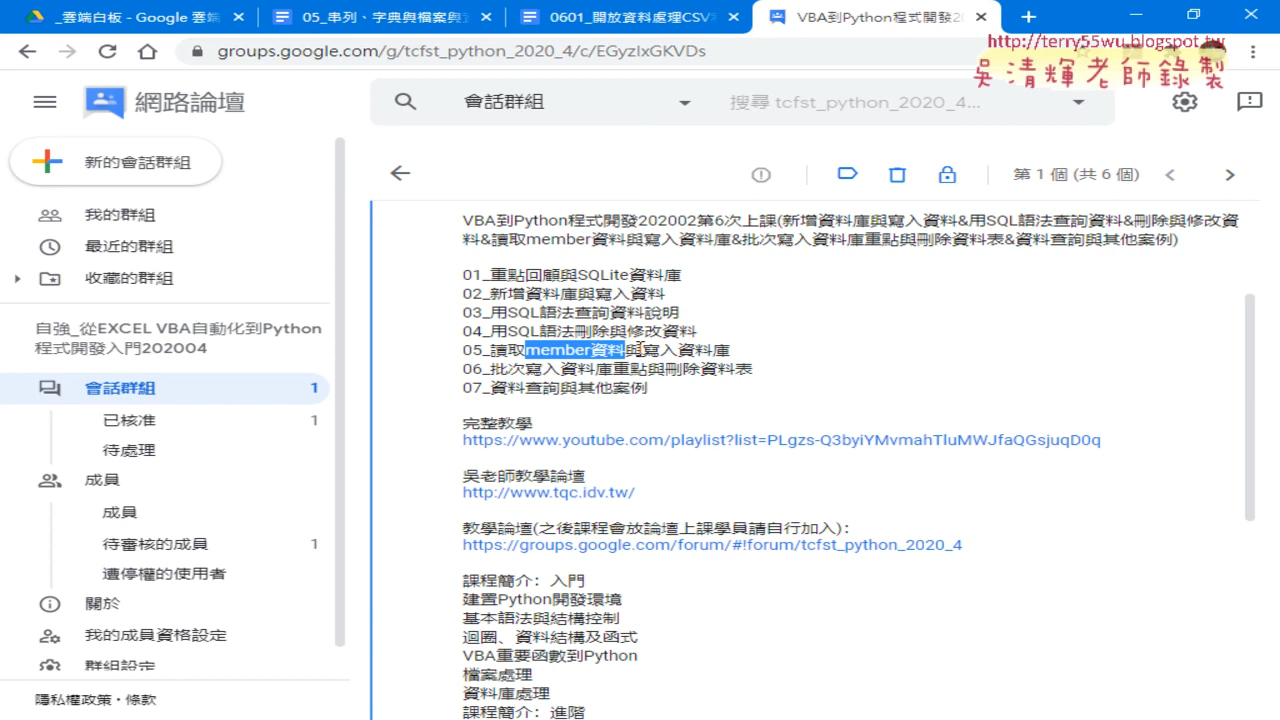 _雲端白板 - Google 雲端
05_串列、字典與檔案與
0601_開放資料處理CSV
VBA到Python程式開發20
groups.google.com/g/tcfst_python_2020_4/c/EGyzIxGKVDs
http://terry55wu.blogspot.tw
吳清輝老師錄製
網路論壇
會話群組
搜尋 tcfst_python_2020_4...
新的會話群組
第 1 個 (共 6 個)
我的群組
最近的群組
收藏的群組
自強_從EXCEL VBA自動化到Python
程式開發入門202004
會話群組 1
已核准 1
待處理
成員
成員
待審核的成員 1
遭停權的使用者
關於
我的成員資格設定
群組設定
隱私權政策・條款
VBA到Python程式開發202002第6次上課(新增資料庫與寫入資料&用SQL語法查詢資料&刪除與修改資
料&讀取member資料與寫入資料庫&批次寫入資料庫重點與刪除資料表&資料查詢與其他案例)
01_重點回顧與SQLite資料庫
02_新增資料庫與寫入資料
03_用SQL語法查詢資料說明
04_用SQL語法刪除與修改資料
05_讀取member資料與寫入資料庫
06_批次寫入資料庫重點與刪除資料表
07_資料查詢與其他案例
完整教學
https://www.youtube.com/playlist?list=PLgzs-Q3byiYMvmahTluMWJfaQGsjuqD0q
吳老師教學論壇
http://www.tqc.idv.tw/
教學論壇(之後課程會放論壇上課學員請自行加入)：
https://groups.google.com/forum/#!forum/tcfst_python_2020_4
課程簡介：入門
建置Python開發環境
基本語法與結構控制
迴圈、資料結構及函式
VBA重要函數到Python
檔案處理
資料庫處理
課程簡介：進階